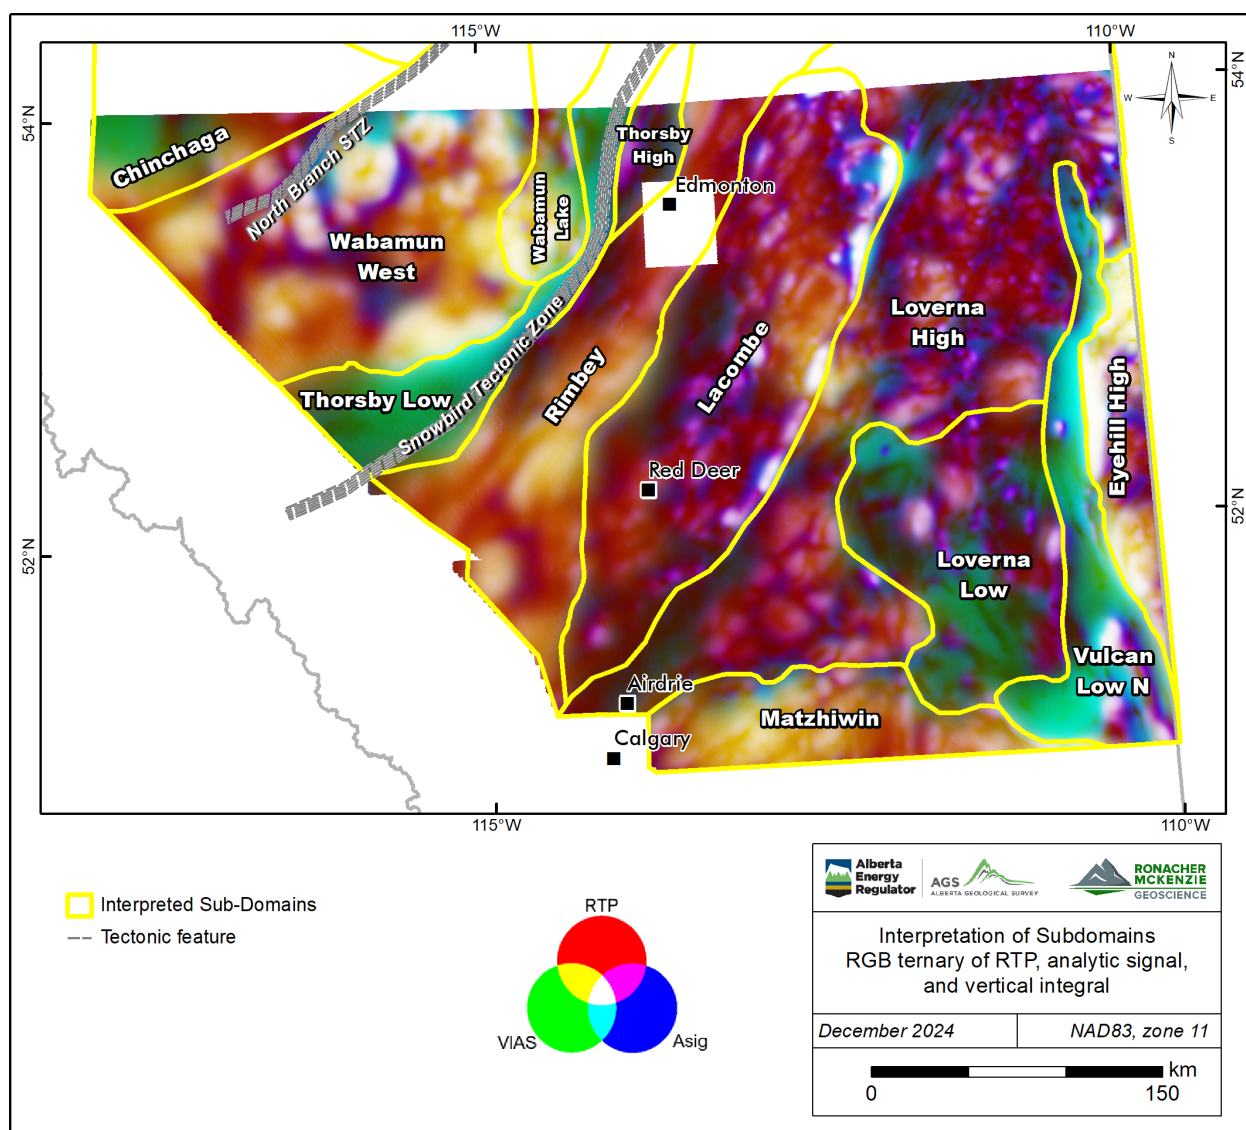 115°W
110°W
54°N
54°N
N
W
E
S
Chinchaga
North Branch STZ
Thorsby
High
Edmonton
Wabamun
Lake
Wabamun
West
Loverna
High
Thorsby Low
Snowbird Tectonic Zone
Rimbey
Lacombe
Eyehill High
Red Deer
52°N
52°N
Loverna
Low
Vulcan
Low N
Airdrie
Matzhiwin
Calgary
115°W
110°W
Interpreted Sub-Domains
Tectonic feature
RTP
VIAS
Asig
Alberta
Energy
Regulator
AGS
ALBERTA GEOLOGICAL SURVEY
RONACHER
MCKENZIE
GEOSCIENCE
Interpretation of Subdomains
RGB ternary of RTP, analytic signal,
and vertical integral
December 2024
NAD83, zone 11
km
0
150